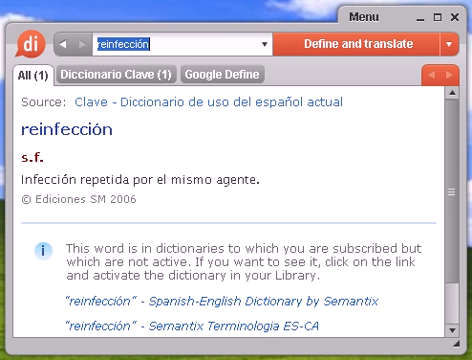 Menu
di
reinfección
Define and translate
All (1)
Diccionario Clave (1)
Google Define
Source: Clave - Diccionario de uso del español actual
reinfección
s.f.
Infección repetida por el mismo agente.
© Ediciones SM 2006
i
This word is in dictionaries to which you are subscribed but
which are not active. If you want to see it, click on the link
and activate the dictionary in your Library.
"reinfección" - Spanish-English Dictionary by Semantix
"reinfección" - Semantix Terminologia ES-CA